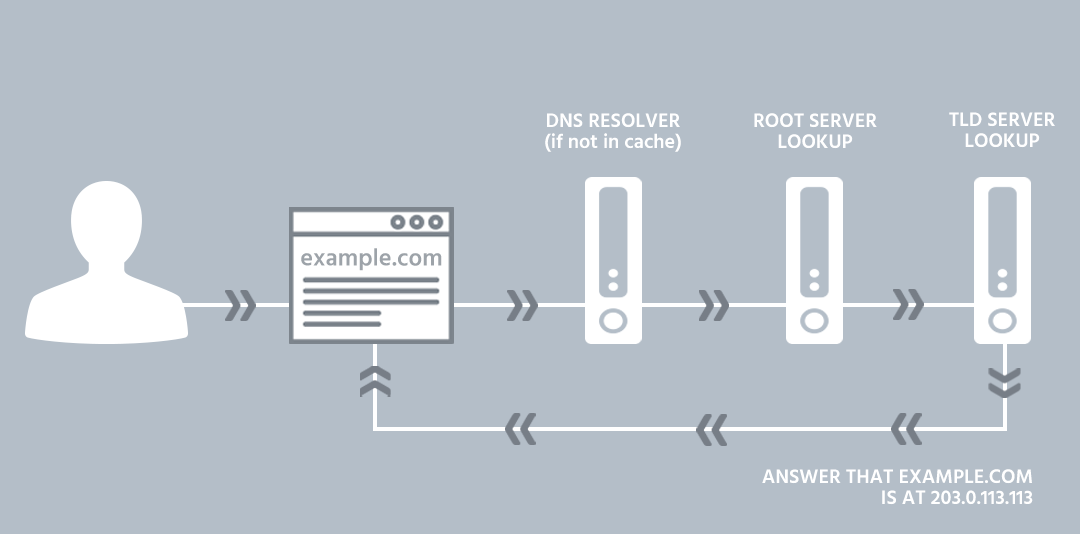 DNS RESOLVER
(if not in cache)
ROOT SERVER
LOOKUP
TLD SERVER
LOOKUP
example.com
ANSWER THAT EXAMPLE.COM
IS AT 203.0.113.113